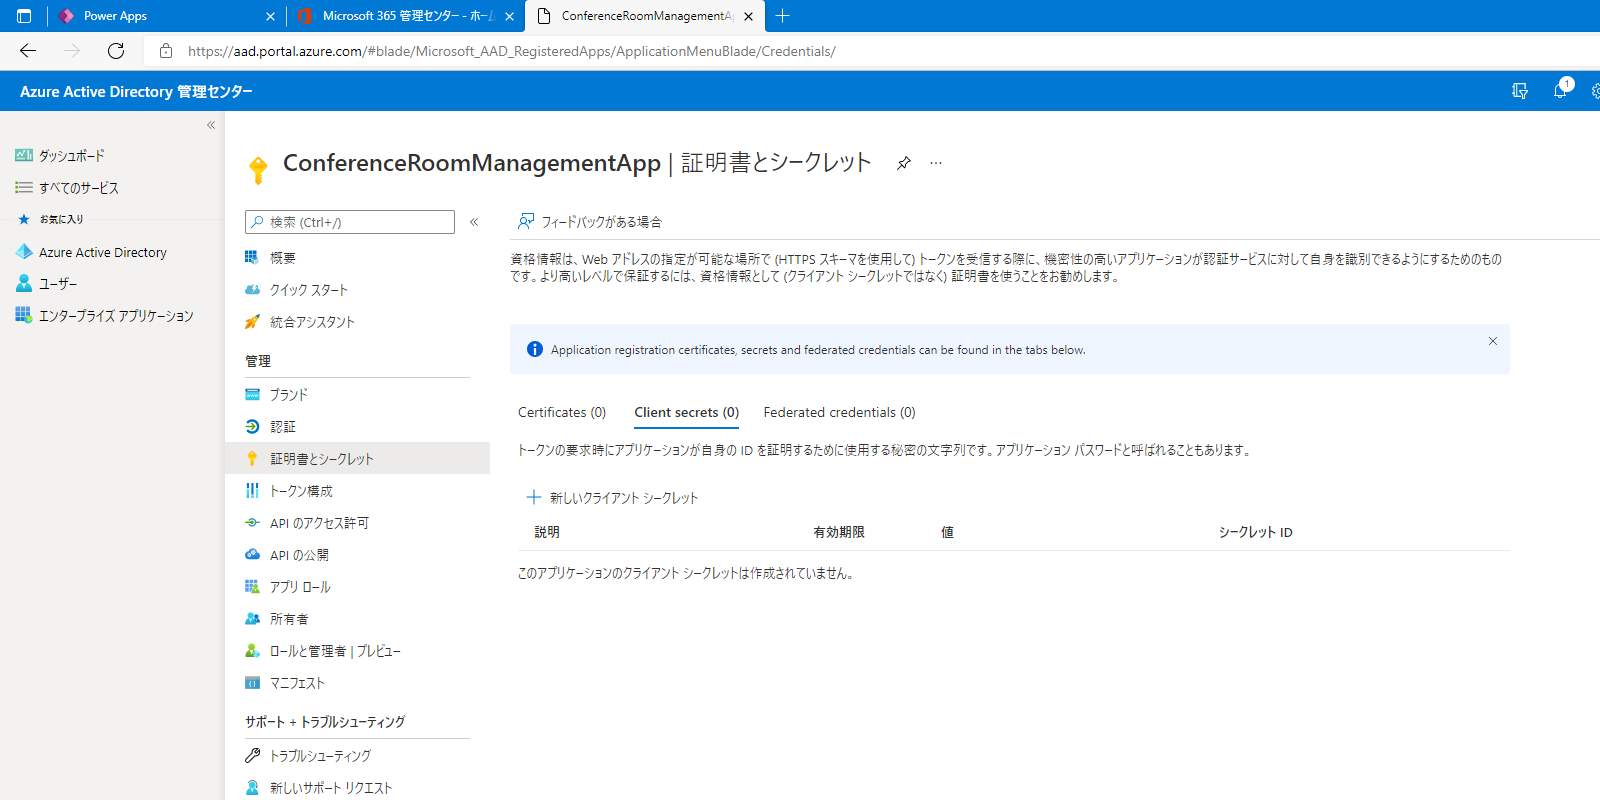 Power Apps
Microsoft 365 管理センター - ホーム
ConferenceRoomManagementAp
https://aad.portal.azure.com/#blade/Microsoft_AAD_RegisteredApps/ApplicationMenuBlade/Credentials/
Azure Active Directory 管理センター
1
ダッシュボード
すべてのサービス
お気に入り
Azure Active Directory
ユーザー
エンタープライズ アプリケーション
ConferenceRoomManagementApp | 証明書とシークレット
検索 (Ctrl+/)
概要
クイック スタート
統合アシスタント
管理
ブランド
認証
証明書とシークレット
トークン構成
API のアクセス許可
API の公開
アプリ ロール
所有者
ロールと管理者 | プレビュー
マニフェスト
サポート + トラブルシューティング
トラブルシューティング
新しいサポート リクエスト
フィードバックがある場合
資格情報は、Web アドレスの指定が可能な場所で (HTTPS スキーマを使用して) トークンを受信する際に、機密性の高いアプリケーションが認証サービスに対して自身を識別できるようにするためのもの
です。より高いレベルで保証するには、資格情報として (クライアント シークレットではなく) 証明書を使うことをお勧めします。
Application registration certificates, secrets and federated credentials can be found in the tabs below.
Certificates (0)
Client secrets (0)
Federated credentials (0)
トークンの要求時にアプリケーションが自身の ID を証明するために使用する秘密の文字列です。アプリケーション パスワードと呼ばれることもあります。
新しいクライアント シークレット
説明
有効期限
値
シークレット ID
このアプリケーションのクライアント シークレットは作成されていません。